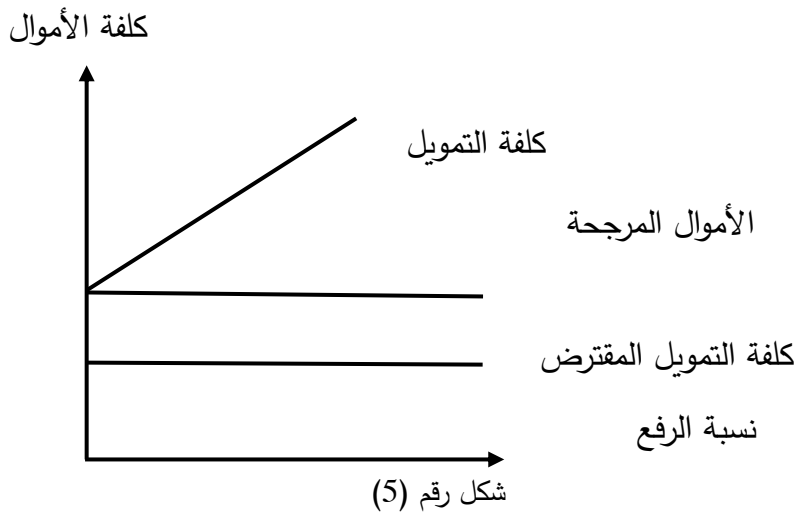 كلفة الأموال
كلفة التمويل
الأموال المرجحة
كلفة التمويل المقترض
نسبة الرفع
شكل رقم (5)